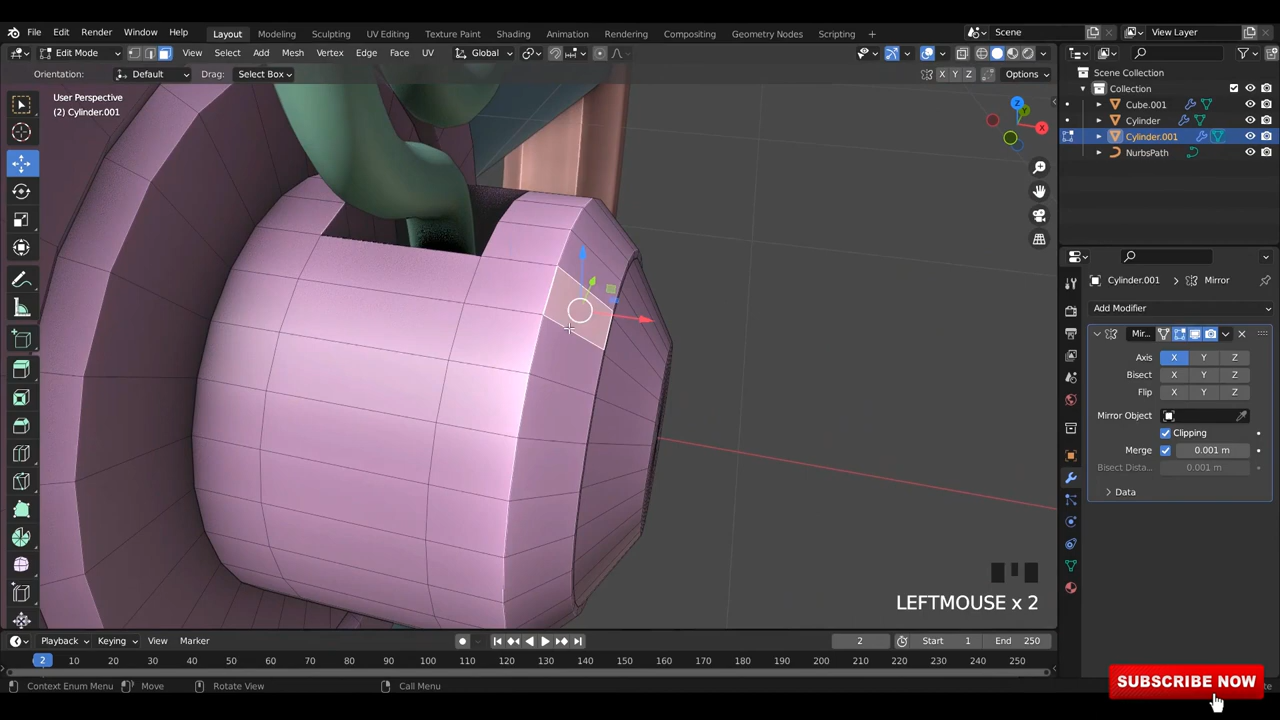 File Edit Render Window Help Layout Modeling Sculpting UV Editing Texture Paint Shading Animation Rendering Compositing Geometry Nodes Scripting + Scene View Layer
Edit Mode View Select Add Mesh Vertex Edge Face UV Global
Orientation: Default Drag: Select Box X Y Z Options
User Perspective
(2) Cylinder.001
Z
Y
X
Scene Collection
Collection
Cube.001
Cylinder
Cylinder.001
NurbsPath
Cylinder.001 > Mirror
Add Modifier
Mir...
Axis X Y Z
Bisect X Y Z
Flip X Y Z
Mirror Object
Clipping
Merge 0.001 m
Bisect Dista... 0.001 m
Data
LEFTMOUSE x 2
Playback Keying View Marker 2 Start 1 End 250
2 10 20 30 40 50 60 70 80 90 100 110 120 130 140 150 160 170 180 190 200 210 220 230 240 250
Context Enum Menu Move Rotate View Call Menu
SUBSCRIBE NOW